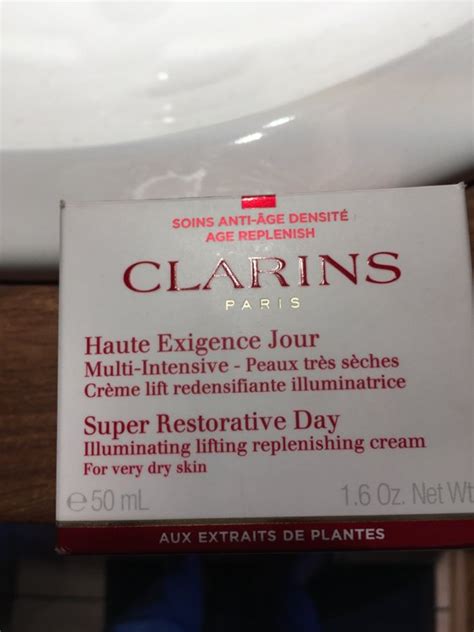 SOINS ANTI-ÂGE DENSITÉ
AGE REPLENISH
CLARINS
PARIS
Haute Exigence Jour
Multi-Intensive - Peaux très sèches
Crème lift redensifiante illuminatrice
Super Restorative Day
Illuminating lifting replenishing cream
For very dry skin
℮50 mL 1.6 Oz. Net Wt
AUX EXTRAITS DE PLANTES